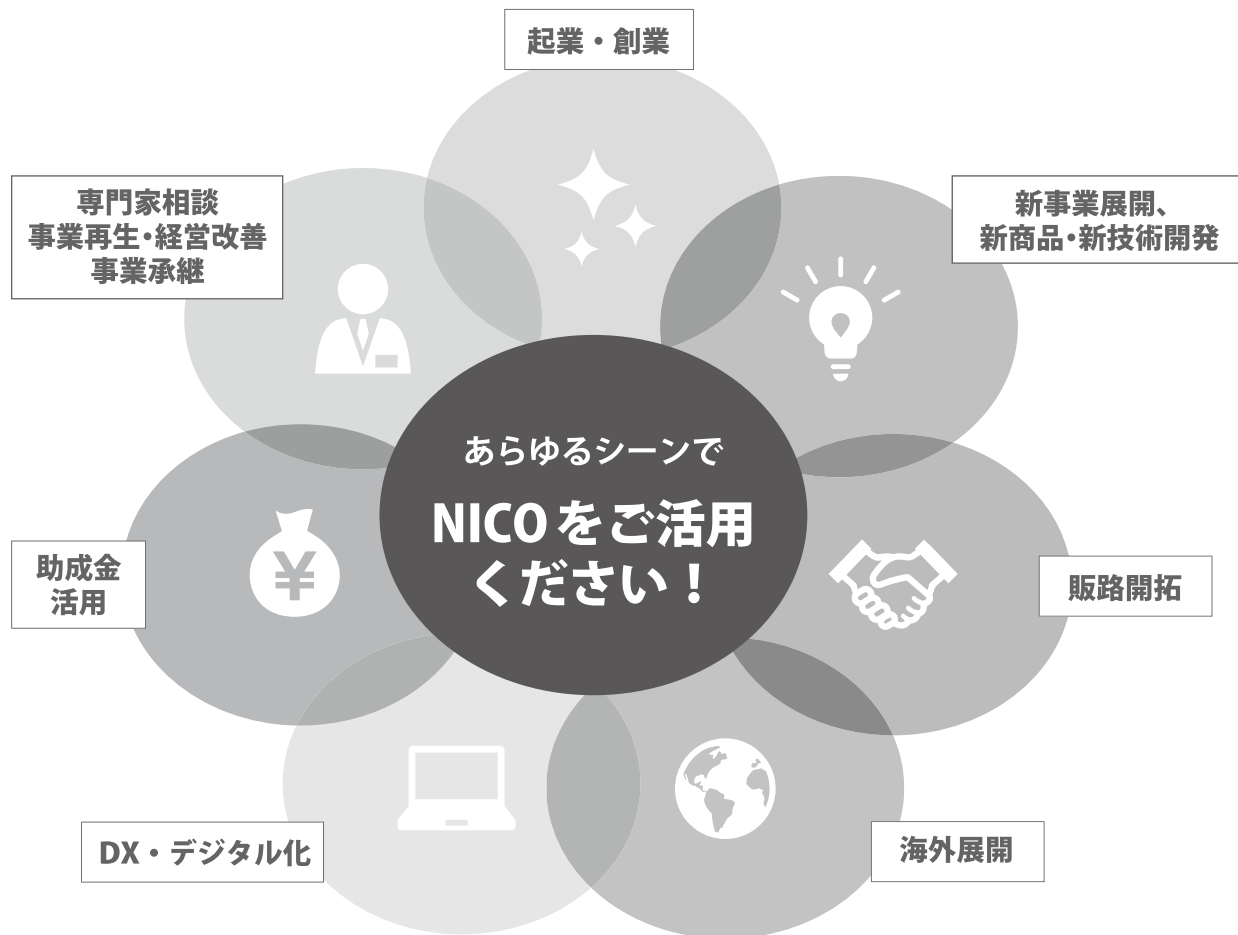 起業・創業
専門家相談
事業再生・経営改善
事業承継
新事業展開、
新商品・新技術開発
あらゆるシーンで
NICOをご活用
ください！
¥
助成金
活用
販路開拓
DX・デジタル化
海外展開